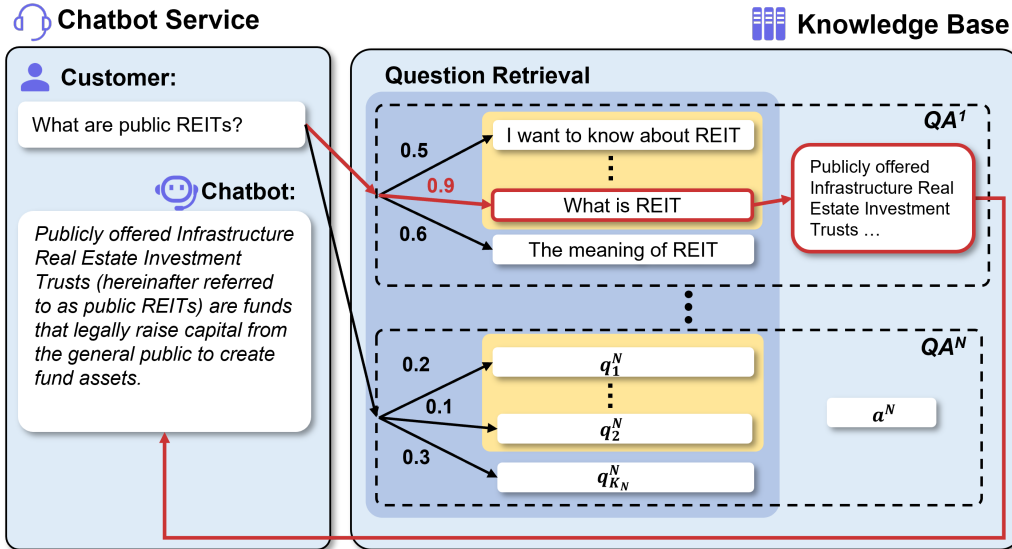 Chatbot Service
Knowledge Base
Customer:
What are public REITs?
Chatbot:
Publicly offered Infrastructure
Real Estate Investment
Trusts (hereinafter referred
to as public REITs) are funds
that legally raise capital from
the general public to create
fund assets.
Question Retrieval
QA¹
0.5
I want to know about REIT
0.9
What is REIT
0.6
The meaning of REIT
Publicly offered
Infrastructure Real
Estate Investment
Trusts …
QAᴺ
0.2
q₁ᴺ
0.1
q₂ᴺ
0.3
q_{K_N}^N
aᴺ